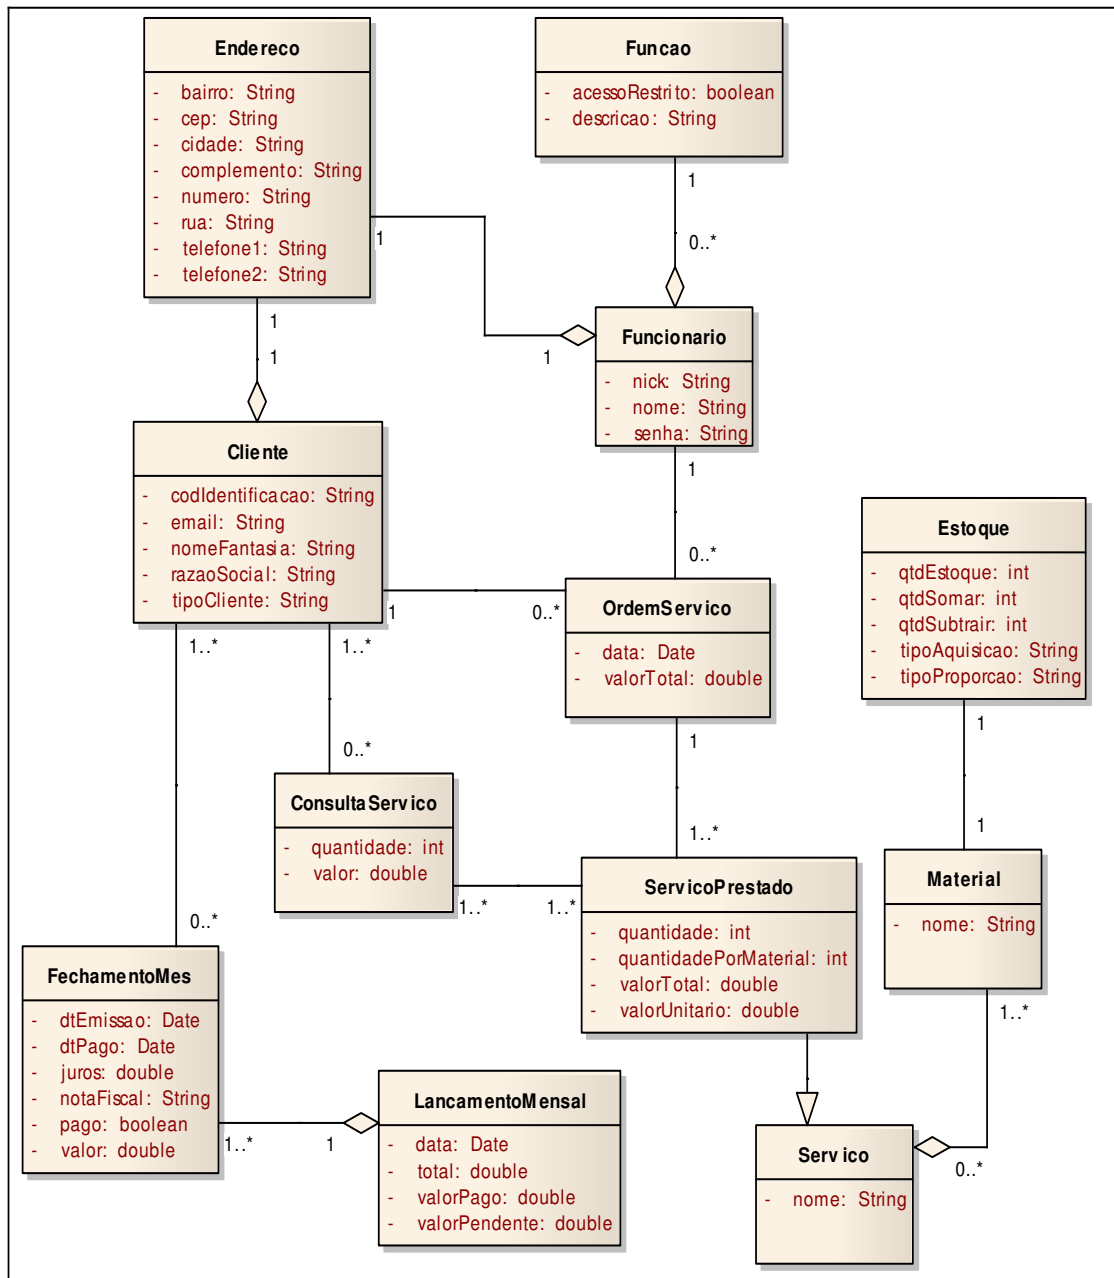 Endereco
- bairro: String
- cep: String
- cidade: String
- complemento: String
- numero: String
- rua: String
- telefone1: String
- telefone2: String
Funcao
- acessoRestrito: boolean
- descricao: String
1
0..*
1
1
1
1
Funcionario
- nick: String
- nome: String
- senha: String
1
0..*
Cliente
- codIdentificacao: String
- email: String
- nomeFantasia: String
- razaoSocial: String
- tipoCliente: String
1
0..*
1..*
1..*
OrdemServico
- data: Date
- valorTotal: double
Estoque
- qtdEstoque: int
- qtdSomar: int
- qtdSubtrair: int
- tipoAquisicao: String
- tipoProporcao: String
1
1
0..*
1..*
1
ConsultaServico
- quantidade: int
- valor: double
1..*
1..*
ServicoPrestado
- quantidade: int
- quantidadePorMaterial: int
- valorTotal: double
- valorUnitario: double
Material
- nome: String
1..*
0..*
FechamentoMes
- dtEmissao: Date
- dtPago: Date
- juros: double
- notaFiscal: String
- pago: boolean
- valor: double
1..*
1
LancamentoMensal
- data: Date
- total: double
- valorPago: double
- valorPendente: double
Servico
- nome: String
0..*